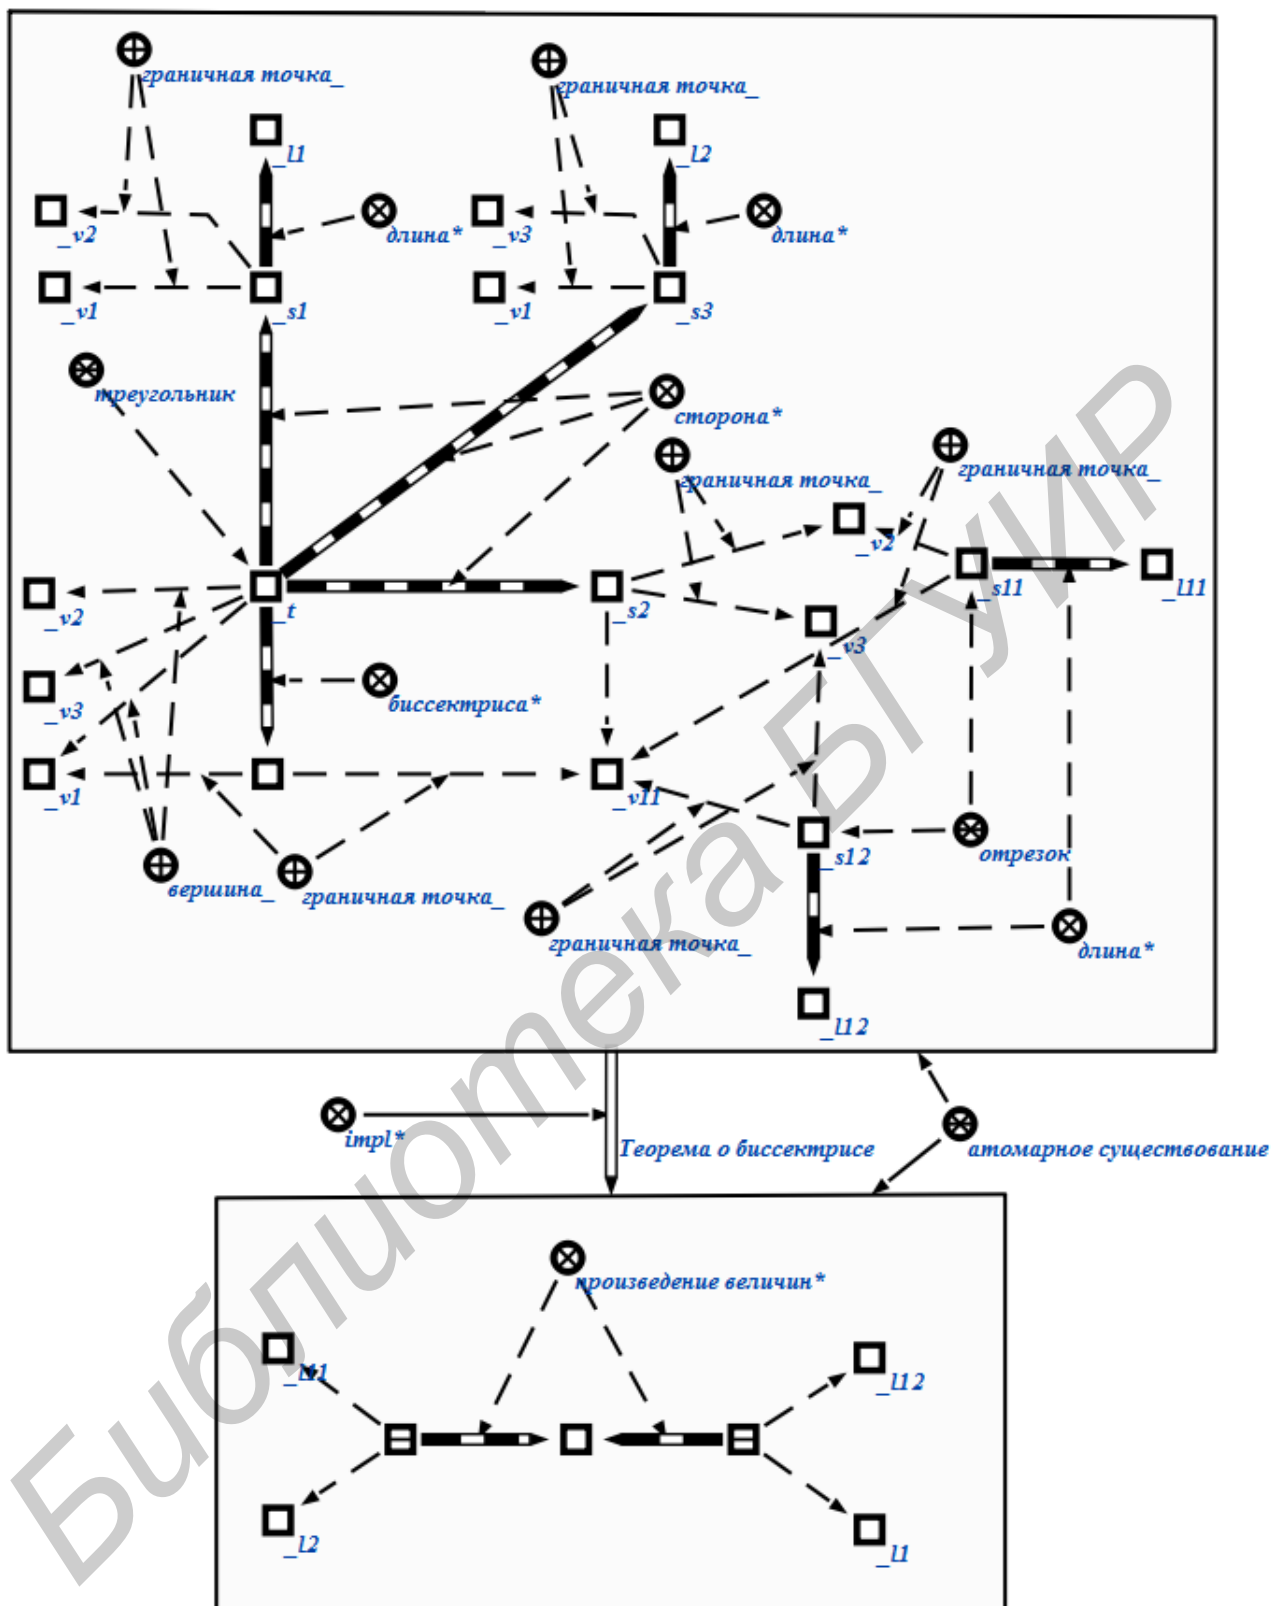 граничная точка_
граничная точка_
_l1
_l2
_v2
длина*
_v3
длина*
_v1
_s1
_v1
_s3
треугольник
сторона*
граничная точка_
граничная точка_
_v2
_s11
_l11
_v2
_t
_s2
_v3
_v3
биссектриса*
_v1
_v11
_s12
отрезок
вершина_
граничная точка_
граничная точка_
длина*
_l12
impl*
Теорема о биссектрисе
атомарное существование
произведение величин*
_l11
_l12
_l2
_l1
Библиотека БГУИР